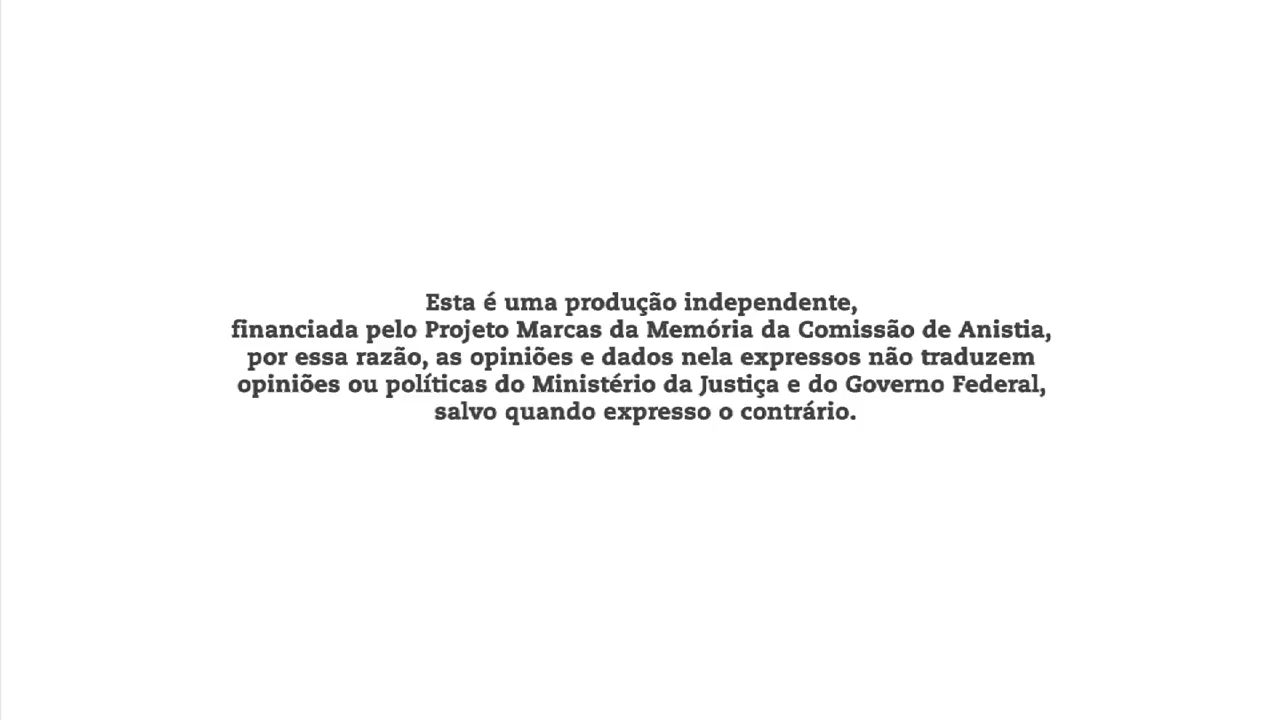 Esta é uma produção independente,
financiada pelo Projeto Marcas da Memória da Comissão de Anistia,
por essa razão, as opiniões e dados nela expressos não traduzem
opiniões ou políticas do Ministério da Justiça e do Governo Federal,
salvo quando expresso o contrário.